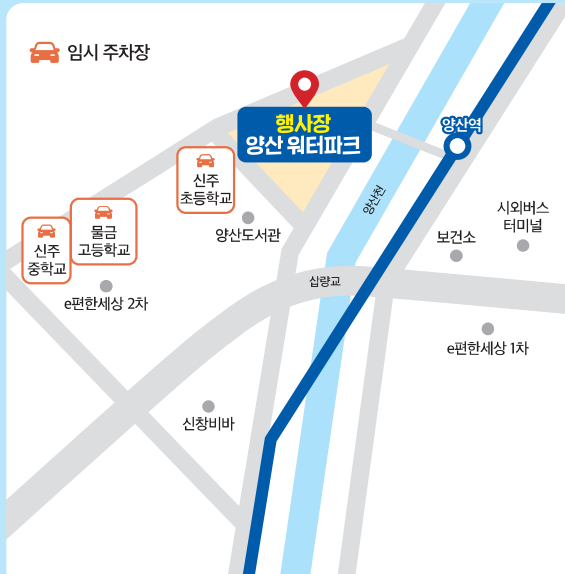 임시 주차장
행사장
양산 워터파크
양산역
신주
초등학교
양산도서관
양산천
시외버스
터미널
보건소
물금
고등학교
신주
중학교
e편한세상 2차
삽량교
e편한세상 1차
신창비바